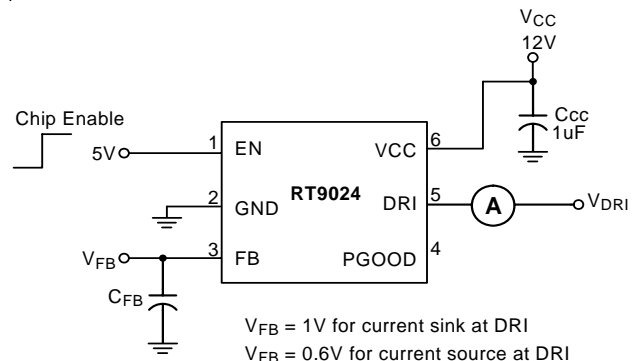 VCC
12V
Chip Enable
Ccc
1uF
1
5V
EN
6
VCC
RT9024
2
GND
5
DRI
A
VDRI
VFB
3
FB
4
PGOOD
CFB
VFB = 1V for current sink at DRI
VFB = 0.6V for current source at DRI